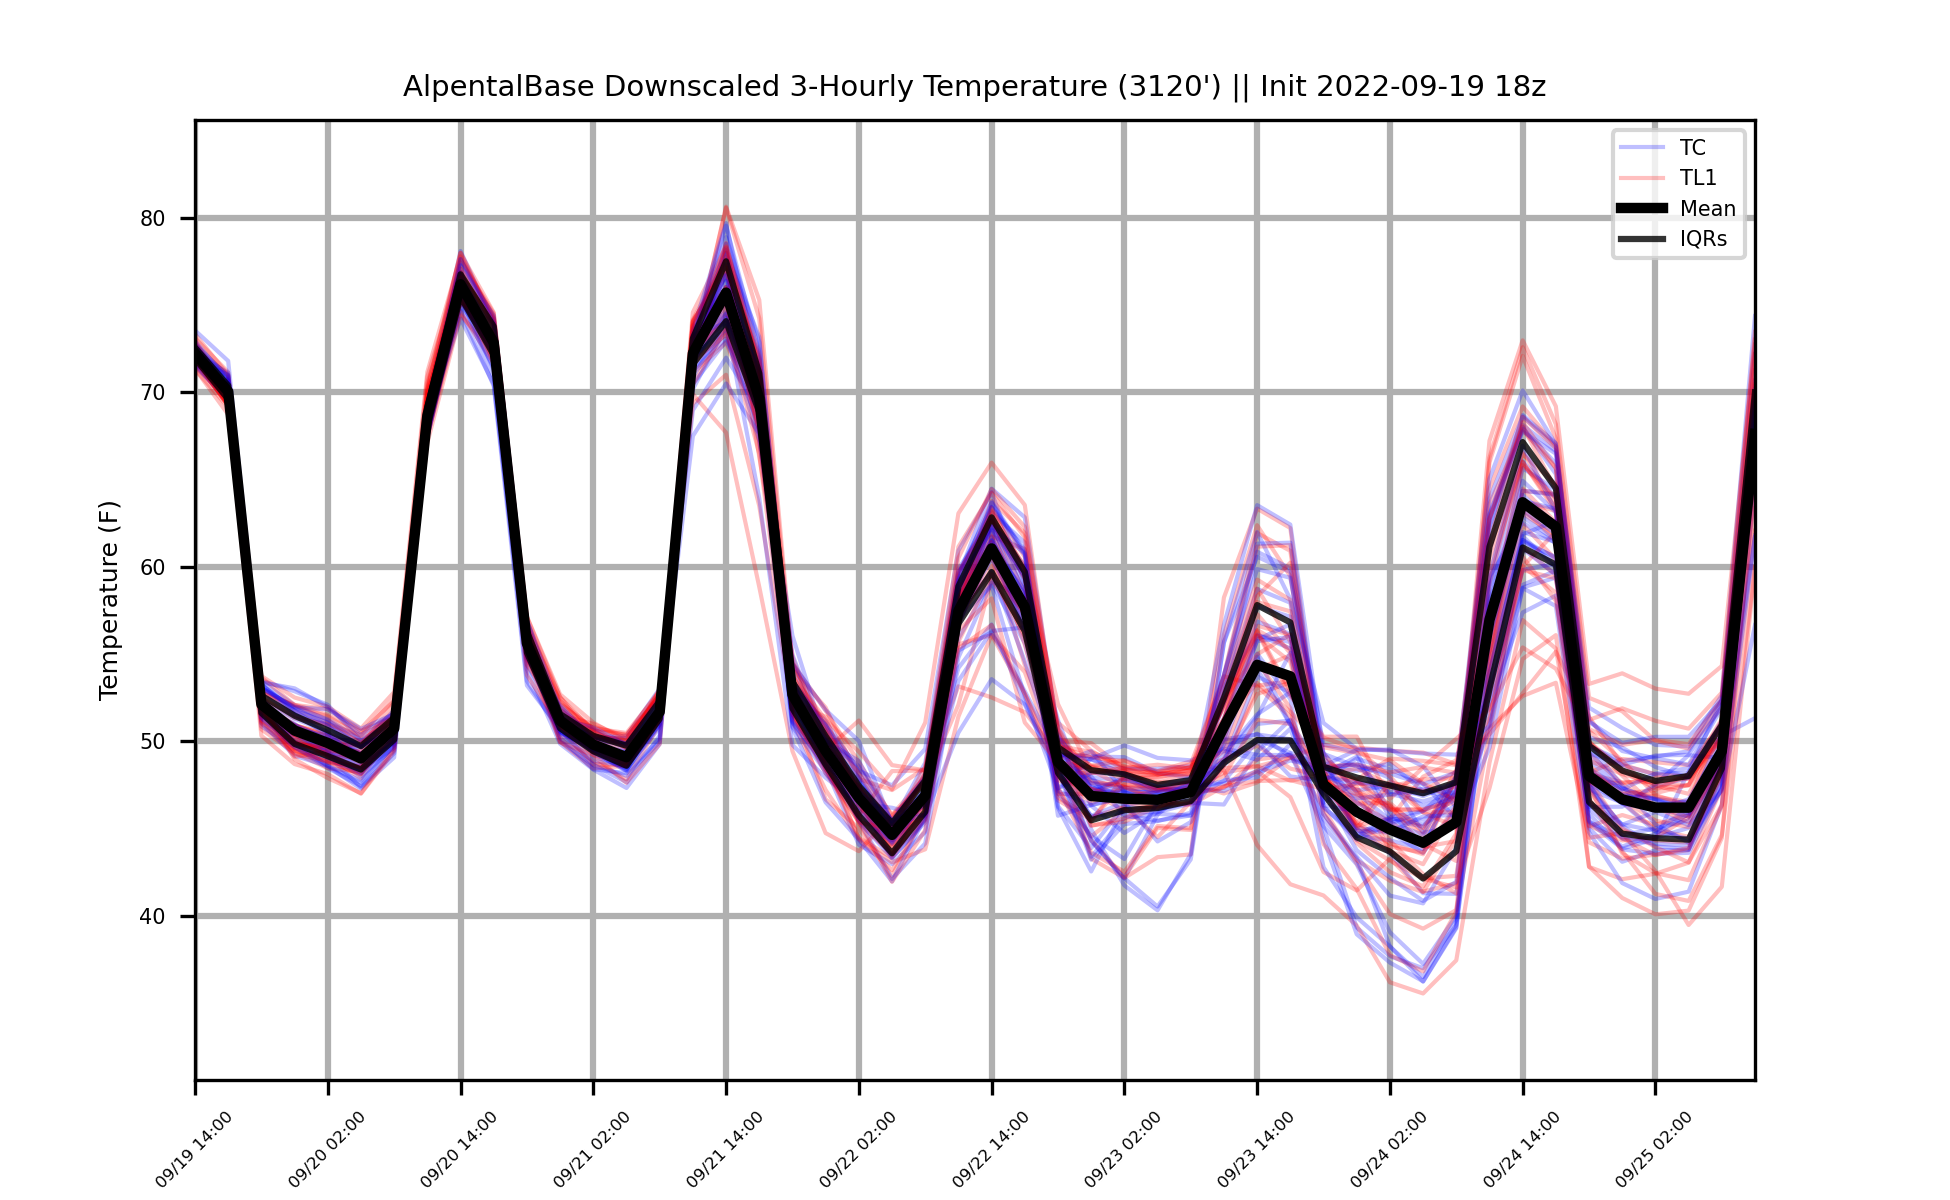 AlpentalBase Downscaled 3-Hourly Temperature (3120') || Init 2022-09-19 18z
TC
TL1
Mean
IQRs
80
70
60
50
40
Temperature (F)
09/19 14:00
09/20 02:00
09/20 14:00
09/21 02:00
09/21 14:00
09/22 02:00
09/22 14:00
09/23 02:00
09/23 14:00
09/24 02:00
09/24 14:00
09/25 02:00